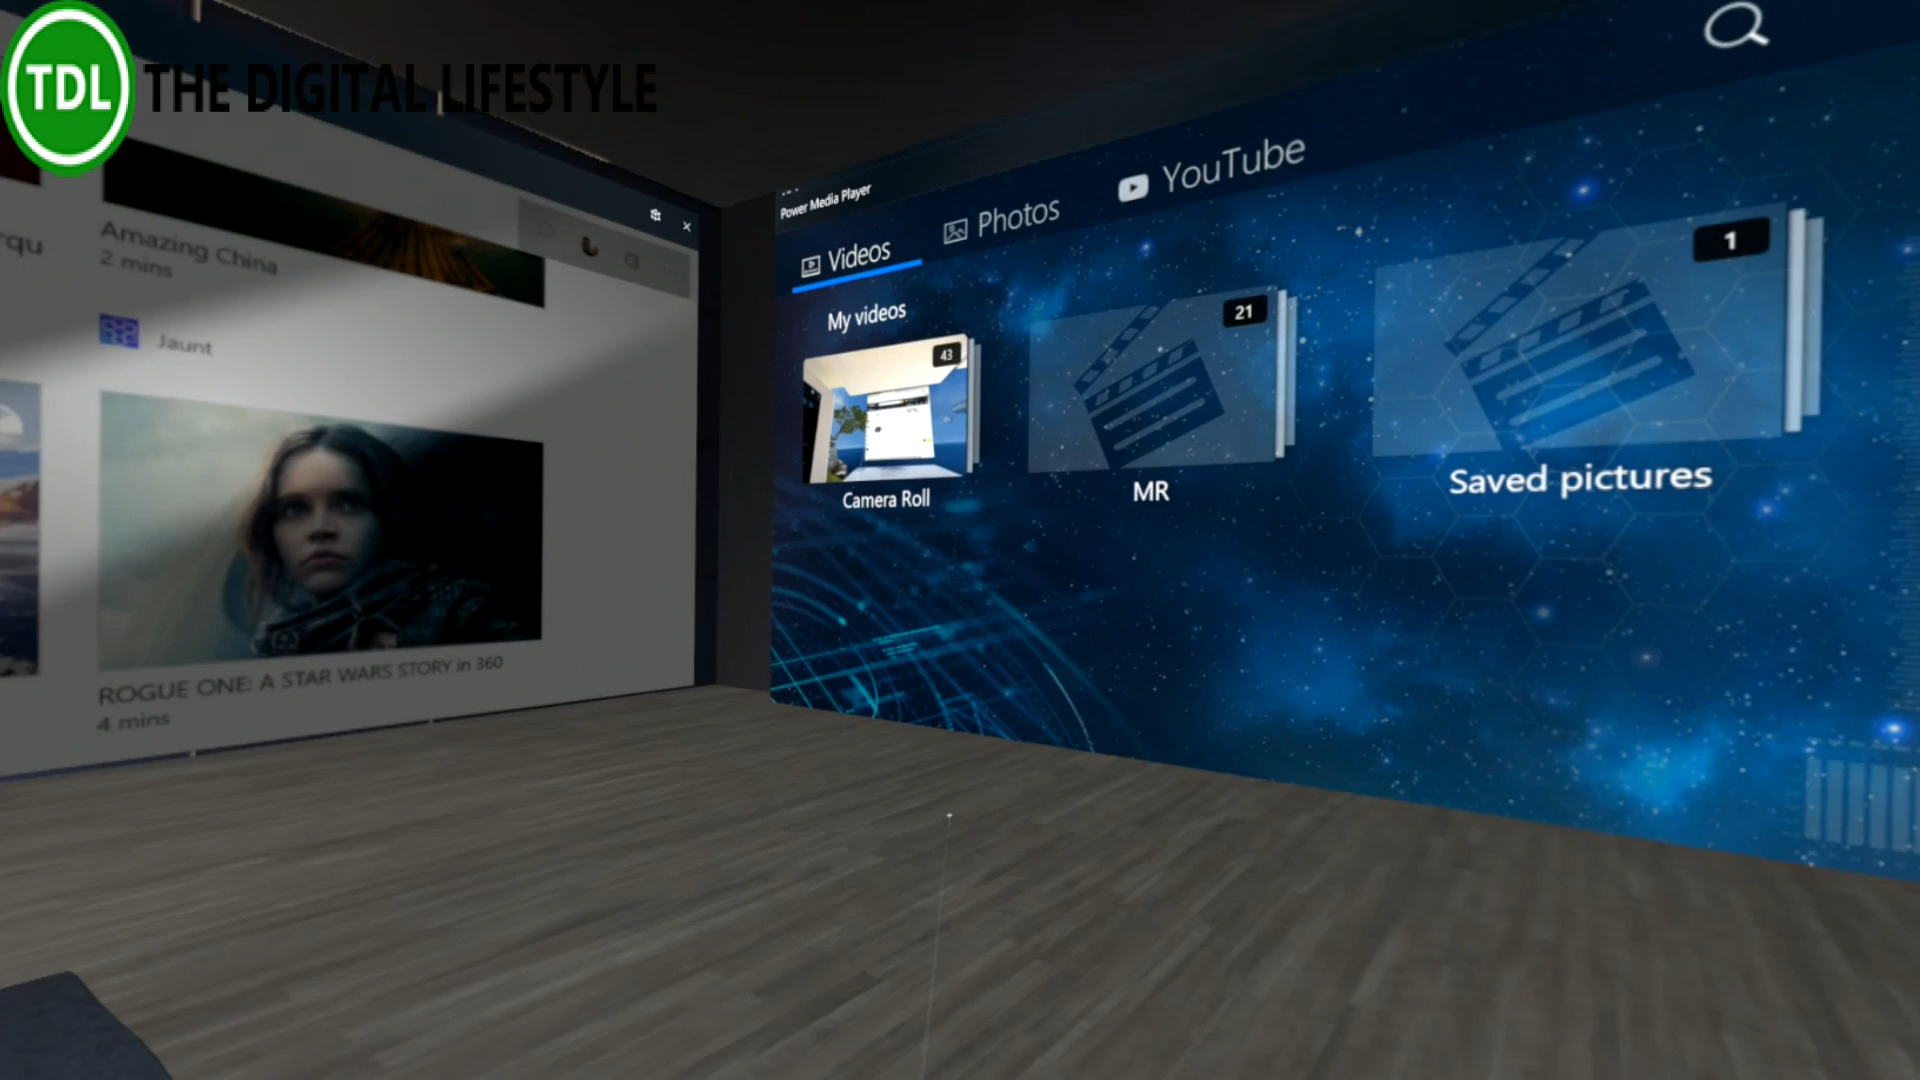 TDL THE DIGITAL LIFESTYLE
rqu
Amazing China
2 mins
Jaunt
ROGUE ONE: A STAR WARS STORY in 360
4 mins
Power Media Player
Videos
Photos
YouTube
My videos
43
Camera Roll
21
MR
1
Saved pictures